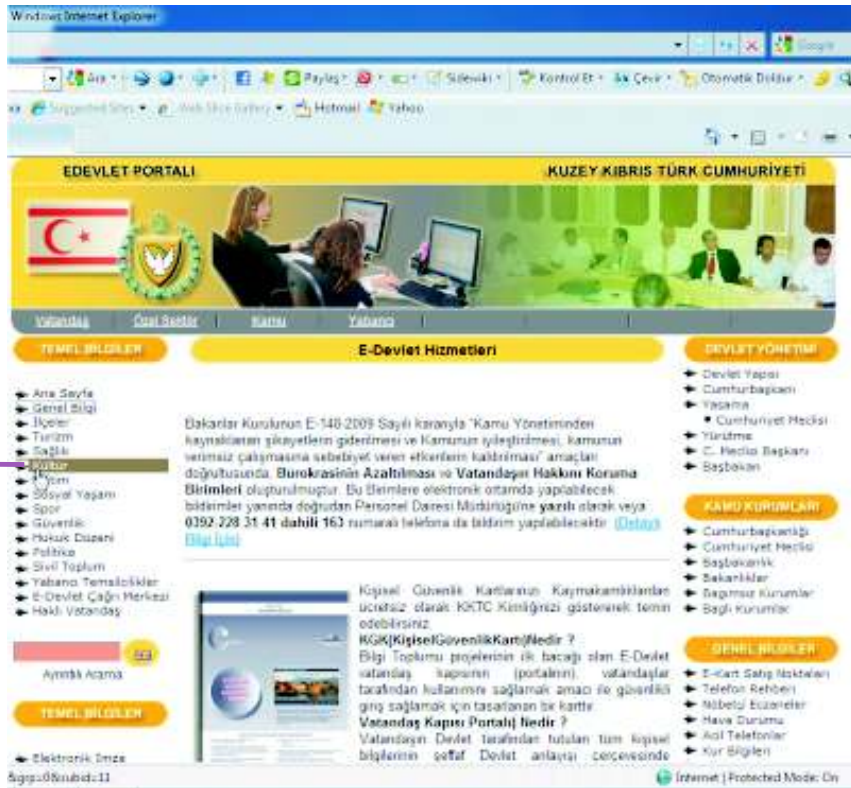 Windows Internet Explorer
Google
Ara
Paylaş
Sidewiki
Kontrol Et
Çevir
Otomatik Doldur
Suggested Sites
Web Slice Gallery
Hotmail
Yahoo
EDEVLET PORTALI
KUZEY KIBRIS TÜRK CUMHURİYETİ
Vatandaş | Özel Sektör | Kamu | Yabancı
TEMEL BİLGİLER
Ana Sayfa
Genel Bilgi
İlçeler
Turizm
Sağlık
Kültür
Sosyal Yaşam
Spor
Güvenlik
Hukuk Düzeni
Politika
Sivil Toplum
Yabancı Temsilcilikler
E-Devlet Çağrı Merkezi
Haklı Vatandaş
Ara
Ayrıntılı Arama
TEMEL BİLGİLER
Elektronik İmza
E-Devlet Hizmetleri
Bakanlar Kurulunun E-148-2009 Sayılı kararıyla "Kamu Yönetiminden
kaynaklanan şikayetlerin giderilmesi ve Kamunun iyileştirilmesi, kamunun
verimsiz çalışmasına sebebiyet veren etkenlerin kaldırılması" amaçları
doğrultusunda, Bürokrasinin Azaltılması ve Vatandaşın Hakkını Koruma
Birimleri oluşturulmuştur. Bu Birimlere elektronik ortamda yapılabilecek
bildirimler yanında doğrudan Personel Dairesi Müdürlüğü'ne yazılı olarak veya
0392 228 31 41 dahili 163 numaralı telefona da bildirim yapılabilecektir. (Detaylı
Bilgi İçin)
Kişisel Güvenlik Kartlarınızı Kaymakamlıklardan
ücretsiz olarak KKTC Kimliğinizi göstererek temin
edebilirsiniz.
KGK(KişiselGüvenlikKartı)Nedir ?
Bilgi Toplumu projelerinin ilk bacağı olan E-Devlet
vatandaş kapısının (portalının), vatandaşlar
tarafından kullanımını sağlamak amacı ile güvenlikli
giriş sağlamak için tasarlanan bir karttır.
Vatandaş Kapısı Portalı) Nedir ?
Vatandaşın Devlet tarafından tutulan tüm kişisel
bilgilerinin şeffaf Devlet anlayışı çerçevesinde
DEVLET YÖNETİMİ
Devlet Yapısı
Cumhurbaşkanı
Yasama
Cumhuriyet Meclisi
Yürütme
C. Meclisi Başkanı
Başbakan
KAMU KURUMLARI
Cumhurbaşkanlığı
Cumhuriyet Meclisi
Başbakanlık
Bakanlıklar
Bağımsız Kurumlar
Bağlı Kurumlar
GENEL BİLGİLER
E-Kart Satış Noktaları
Telefon Rehberi
Nöbetçi Eczaneler
Hava Durumu
Acil Telefonlar
Kur Bilgileri
&grp=0&subid=11
Internet | Protected Mode: On